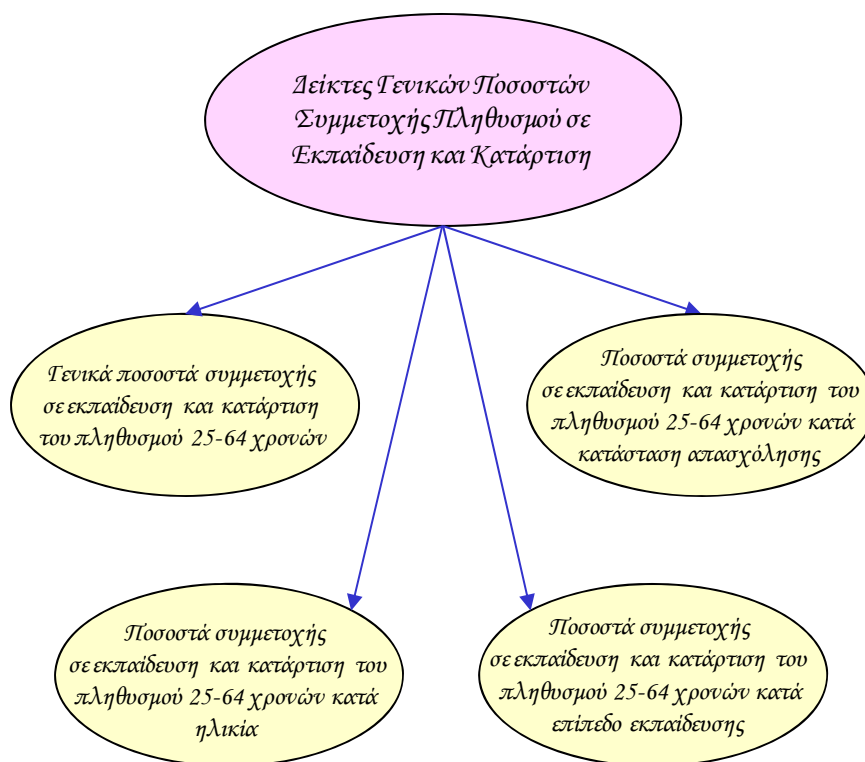 Δείκτες Γενικών Ποσοστών
Συμμετοχής Πληθυσμού σε
Εκπαίδευση και Κατάρτιση
Γενικά ποσοστά συμμετοχής
σε εκπαίδευση και κατάρτιση
του πληθυσμού 25-64 χρονών
Ποσοστά συμμετοχής
σε εκπαίδευση και κατάρτιση του
πληθυσμού 25-64 χρονών κατά
κατάσταση απασχόλησης
Ποσοστά συμμετοχής
σε εκπαίδευση και κατάρτιση του
πληθυσμού 25-64 χρονών κατά
ηλικία
Ποσοστά συμμετοχής
σε εκπαίδευση και κατάρτιση του
πληθυσμού 25-64 χρονών κατά
επίπεδο εκπαίδευσης